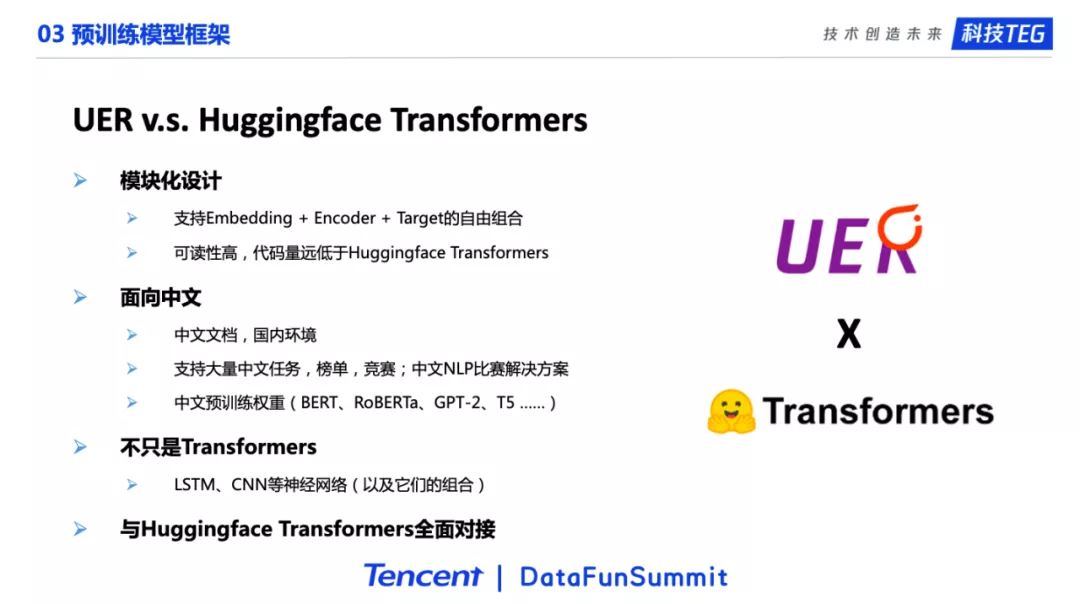 03 预训练模型框架
技术创造未来 科技TEG
UER v.s. Huggingface Transformers
模块化设计
支持Embedding + Encoder + Target的自由组合
可读性高，代码量远低于Huggingface Transformers
面向中文
中文文档，国内环境
支持大量中文任务，榜单，竞赛；中文NLP比赛解决方案
中文预训练权重（BERT、RoBERTa、GPT-2、T5 ......）
不只是Transformers
LSTM、CNN等神经网络（以及它们的组合）
与Huggingface Transformers全面对接
UER
X
Transformers
Tencent | DataFunSummit